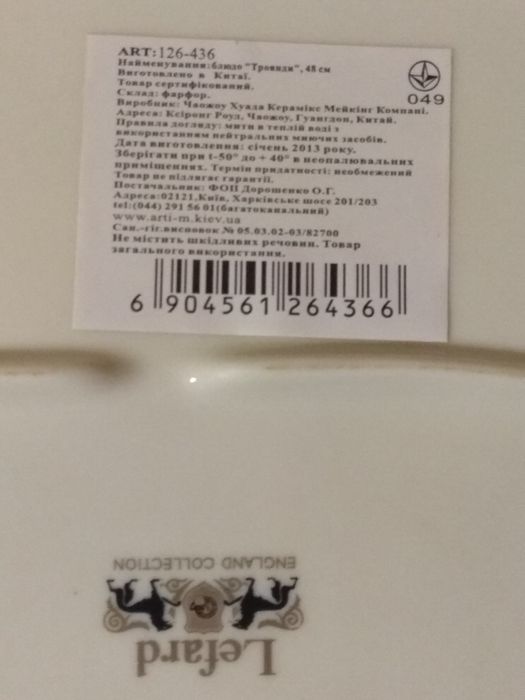 ART:126-436
Найменування:блюдо "Троянди", 48 см
Виготовлено в Китаї.
Товар сертифікований.
Склад: фарфор.
Виробник: Чаожоу Хуада Керамікс Мейкінг Компані.
Адреса: Ксіронг Роуд, Чаожоу, Гуангдон, Китай.
Правила догляду: мити в теплій воді з
використанням нейтральних миючих засобів.
Дата виготовлення: січень 2013 року.
Зберігати при t-50° до + 40° в неопалювальних
приміщеннях. Термін придатності: необмежений
Товар не підлягає гарантії.
Постачальник: ФОП Дорошенко О.Г.
Адреса:02121,Київ, Харківське шосе 201/203
tel:(044) 291 56 01(багатоканальний)
www.arti-m.kiev.ua
Сан.-гіг.висновок № 05.03.02-03/82700
Не містить шкідливих речовин. Товар
загального використання.
049
6 904561 264366
ENGLAND COLLECTION
Lefard